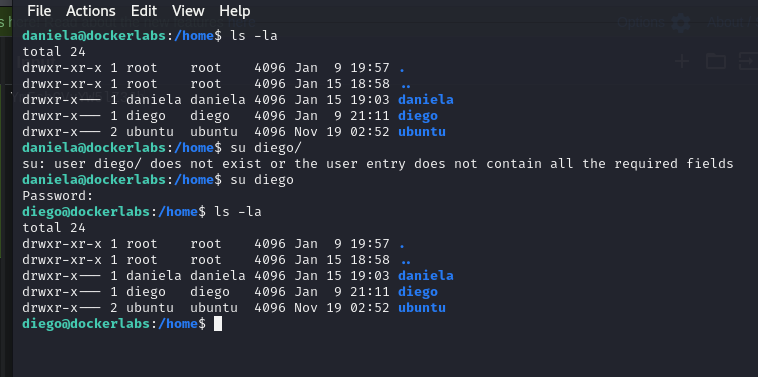 File Actions Edit View Help
daniela@dockerlabs:/home$ ls -la
total 24
drwxr-xr-x 1 root    root    4096 Jan  9 19:57 .
drwxr-xr-x 1 root    root    4096 Jan 15 18:58 ..
drwxr-x--- 1 daniela daniela 4096 Jan 15 19:03 daniela
drwxr-x--- 1 diego   diego   4096 Jan  9 21:11 diego
drwxr-x--- 2 ubuntu  ubuntu  4096 Nov 19 02:52 ubuntu
daniela@dockerlabs:/home$ su diego/
su: user diego/ does not exist or the user entry does not contain all the required fields
daniela@dockerlabs:/home$ su diego
Password:
diego@dockerlabs:/home$ ls -la
total 24
drwxr-xr-x 1 root    root    4096 Jan  9 19:57 .
drwxr-xr-x 1 root    root    4096 Jan 15 18:58 ..
drwxr-x--- 1 daniela daniela 4096 Jan 15 19:03 daniela
drwxr-x--- 1 diego   diego   4096 Jan  9 21:11 diego
drwxr-x--- 2 ubuntu  ubuntu  4096 Nov 19 02:52 ubuntu
diego@dockerlabs:/home$